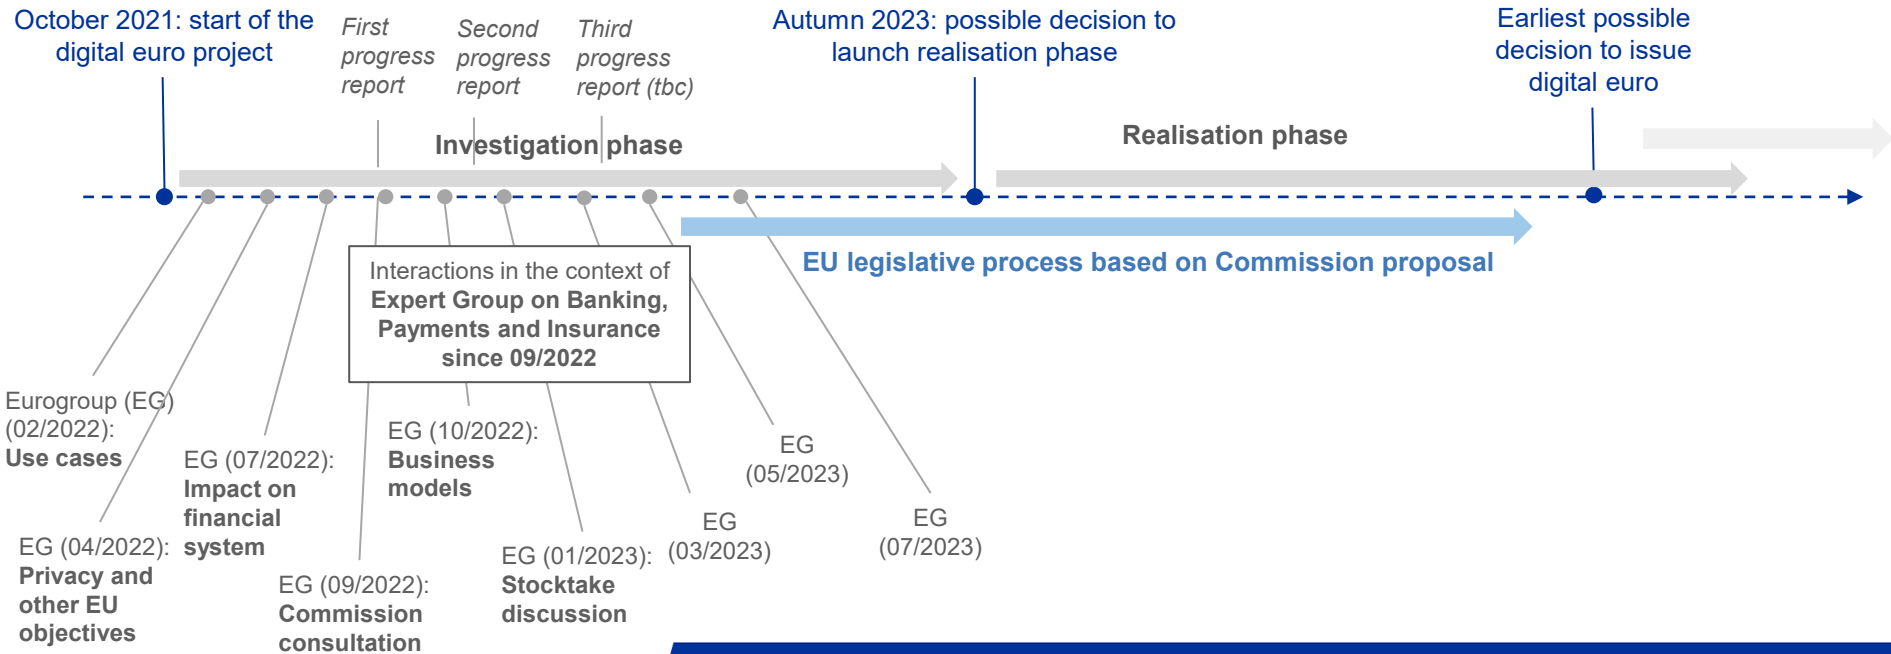 October 2021: start of the
digital euro project
First
progress
report
Second
progress
report
Third
progress
report (tbc)
Autumn 2023: possible decision to
launch realisation phase
Earliest possible
decision to issue
digital euro
Investigation phase
Realisation phase
EU legislative process based on Commission proposal
Interactions in the context of
Expert Group on Banking,
Payments and Insurance
since 09/2022
Eurogroup (EG)
(02/2022):
Use cases
EG (04/2022):
Privacy and
other EU
objectives
EG (07/2022):
Impact on
financial
system
EG (09/2022):
Commission
consultation
EG (10/2022):
Business
models
EG (01/2023):
Stocktake
discussion
EG
(03/2023)
EG
(05/2023)
EG
(07/2023)